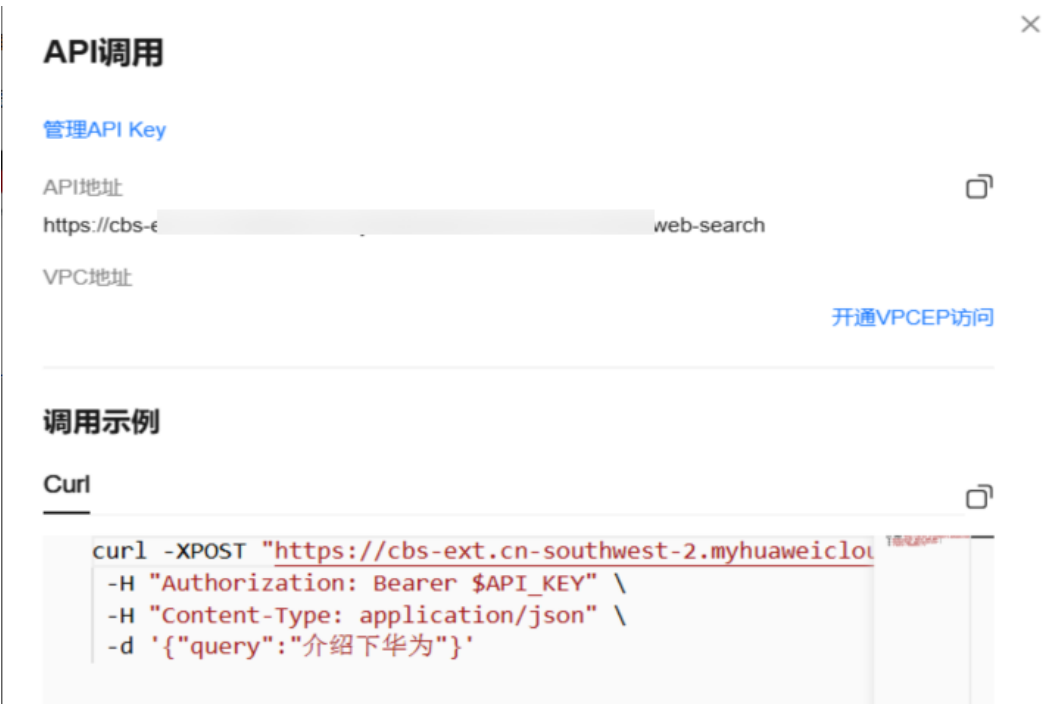 API调用
管理API Key
API地址
https://cbs-e web-search
VPC地址
开通VPCEP访问
调用示例
Curl
curl -XPOST "https://cbs-ext.cn-southwest-2.myhuaweiclou
-H "Authorization: Bearer $API_KEY" \
-H "Content-Type: application/json" \
-d '{"query":"介绍下华为"}'